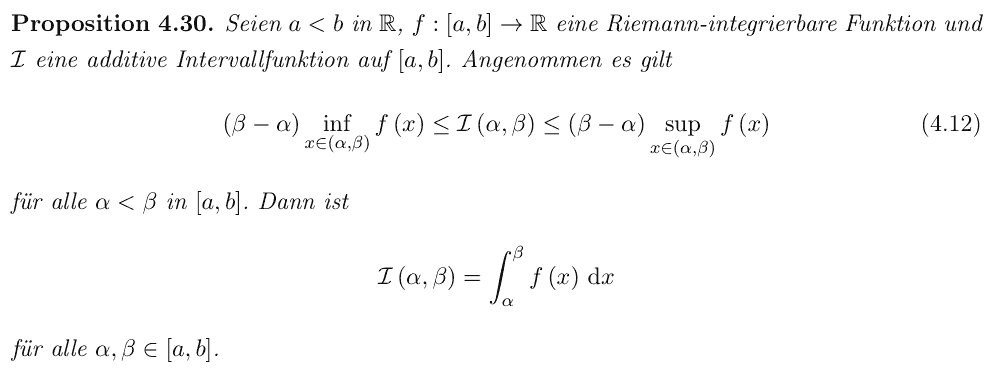 Proposition 4.30. Seien a < b in ℝ, f : [a, b] → ℝ eine Riemann-integrierbare Funktion und
ℐ eine additive Intervallfunktion auf [a, b]. Angenommen es gilt
(β − α) inf_{x∈(α,β)} f (x) ≤ ℐ (α, β) ≤ (β − α) sup_{x∈(α,β)} f (x) (4.12)
für alle α < β in [a, b]. Dann ist
ℐ (α, β) = ∫_α^β f (x) dx
für alle α, β ∈ [a, b].